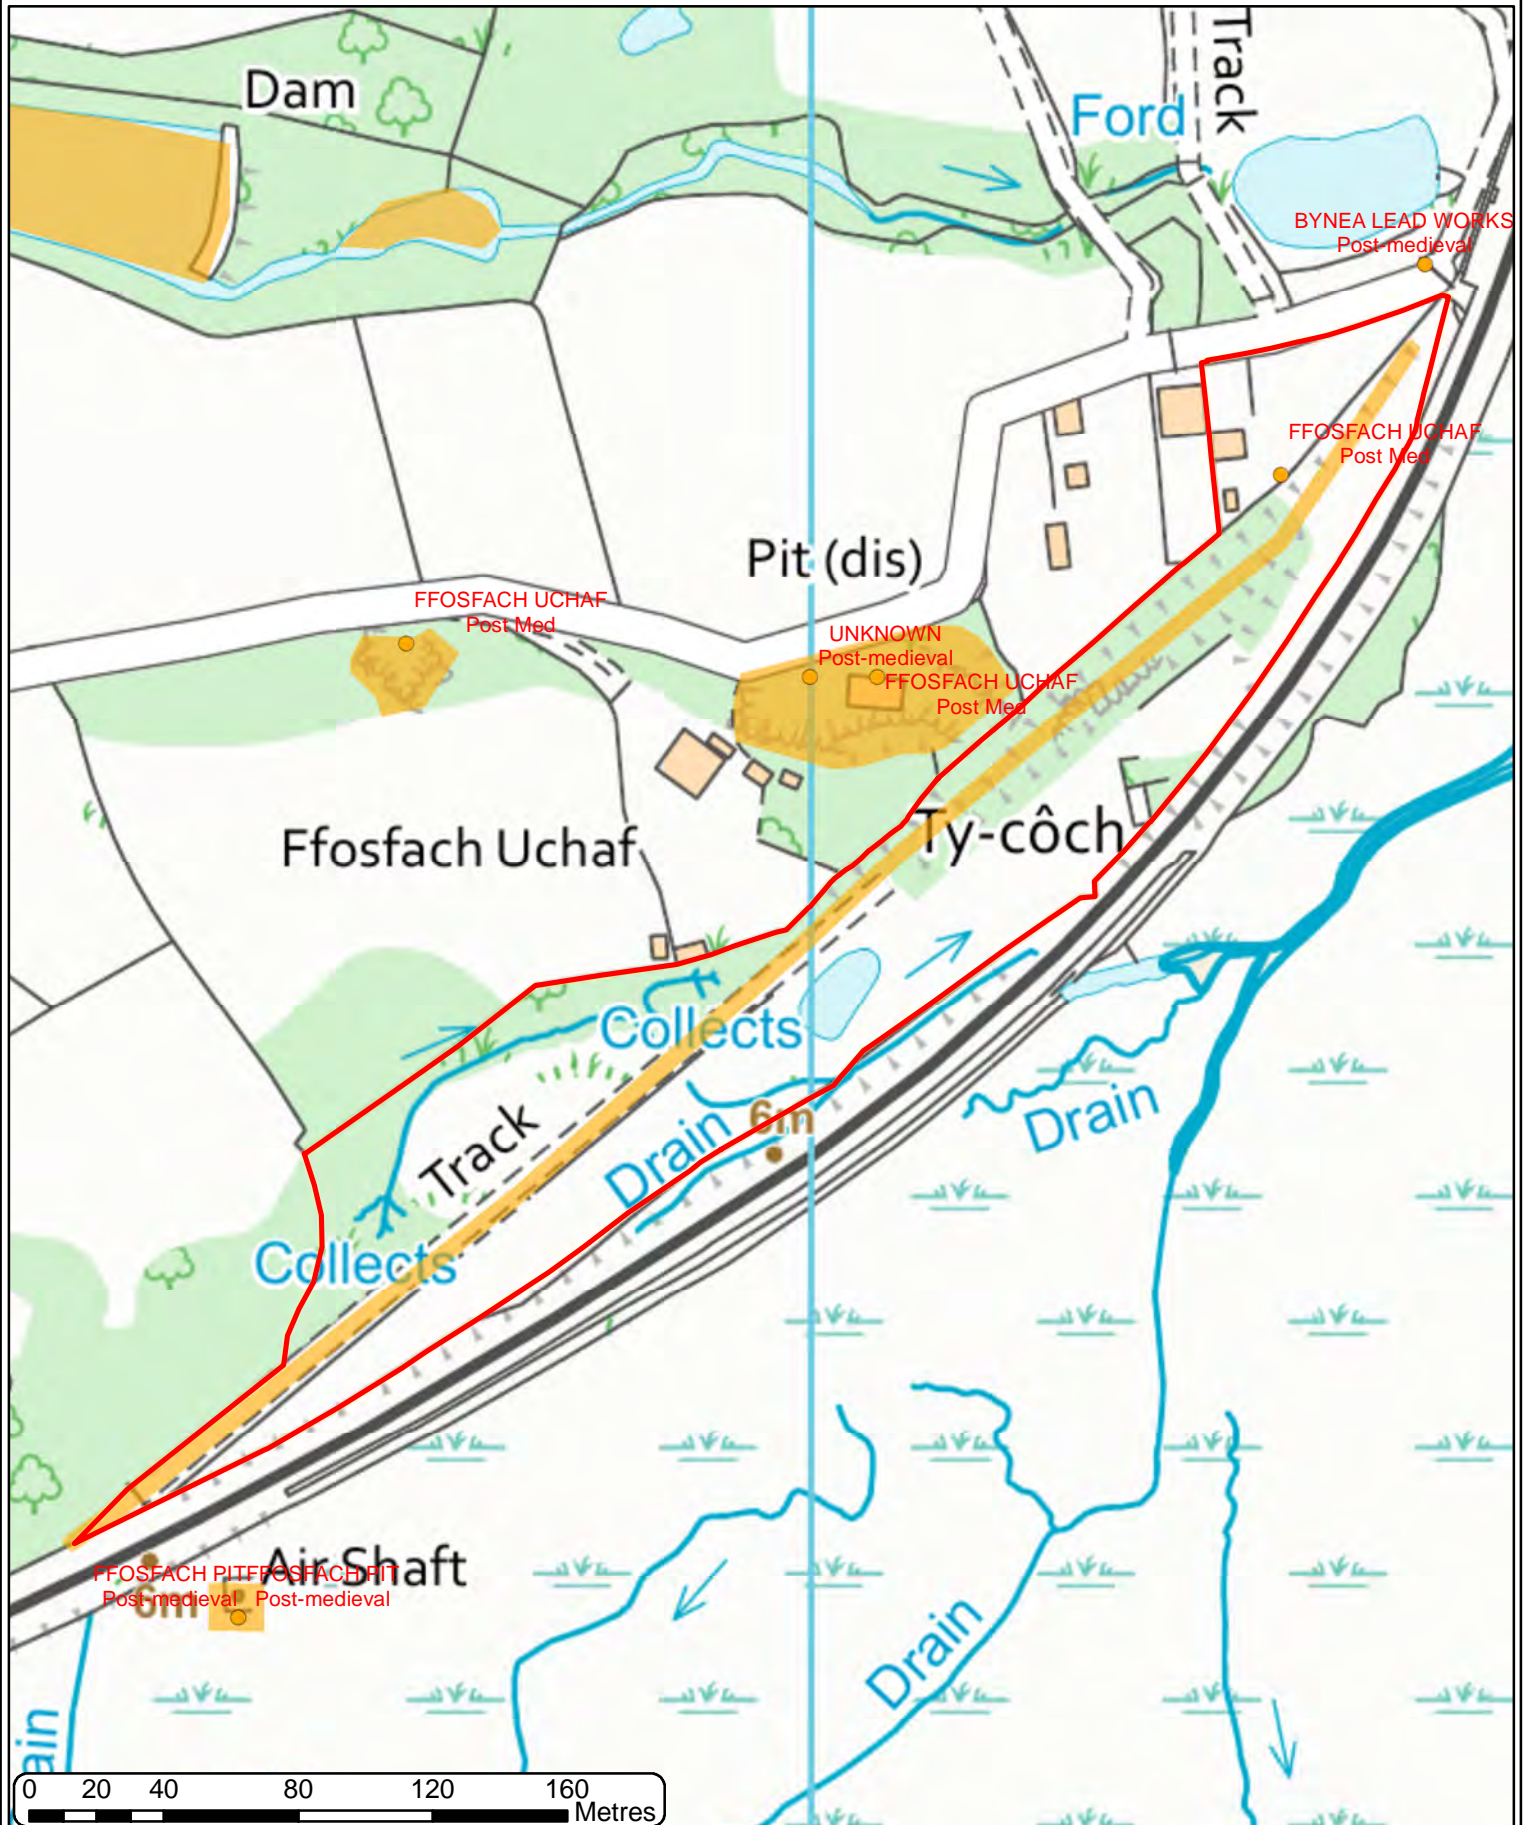 Dam
Ford
Track
BYNEA LEAD WORKS
Post-medieval
FFOSFACH UCHAF
Post Med
Pit (dis)
FFOSFACH UCHAF
Post Med
UNKNOWN
Post-medieval
FFOSFACH UCHAF
Post Med
Ty-côch
Ffosfach Uchaf
Collects
Track
Drain
6m
Drain
Collects
Air Shaft
FFOSFACH PIT
Post-medieval
FFOSFACH PIT
Post-medieval
6m
Drain
ain
0 20 40 80 120 160
Metres